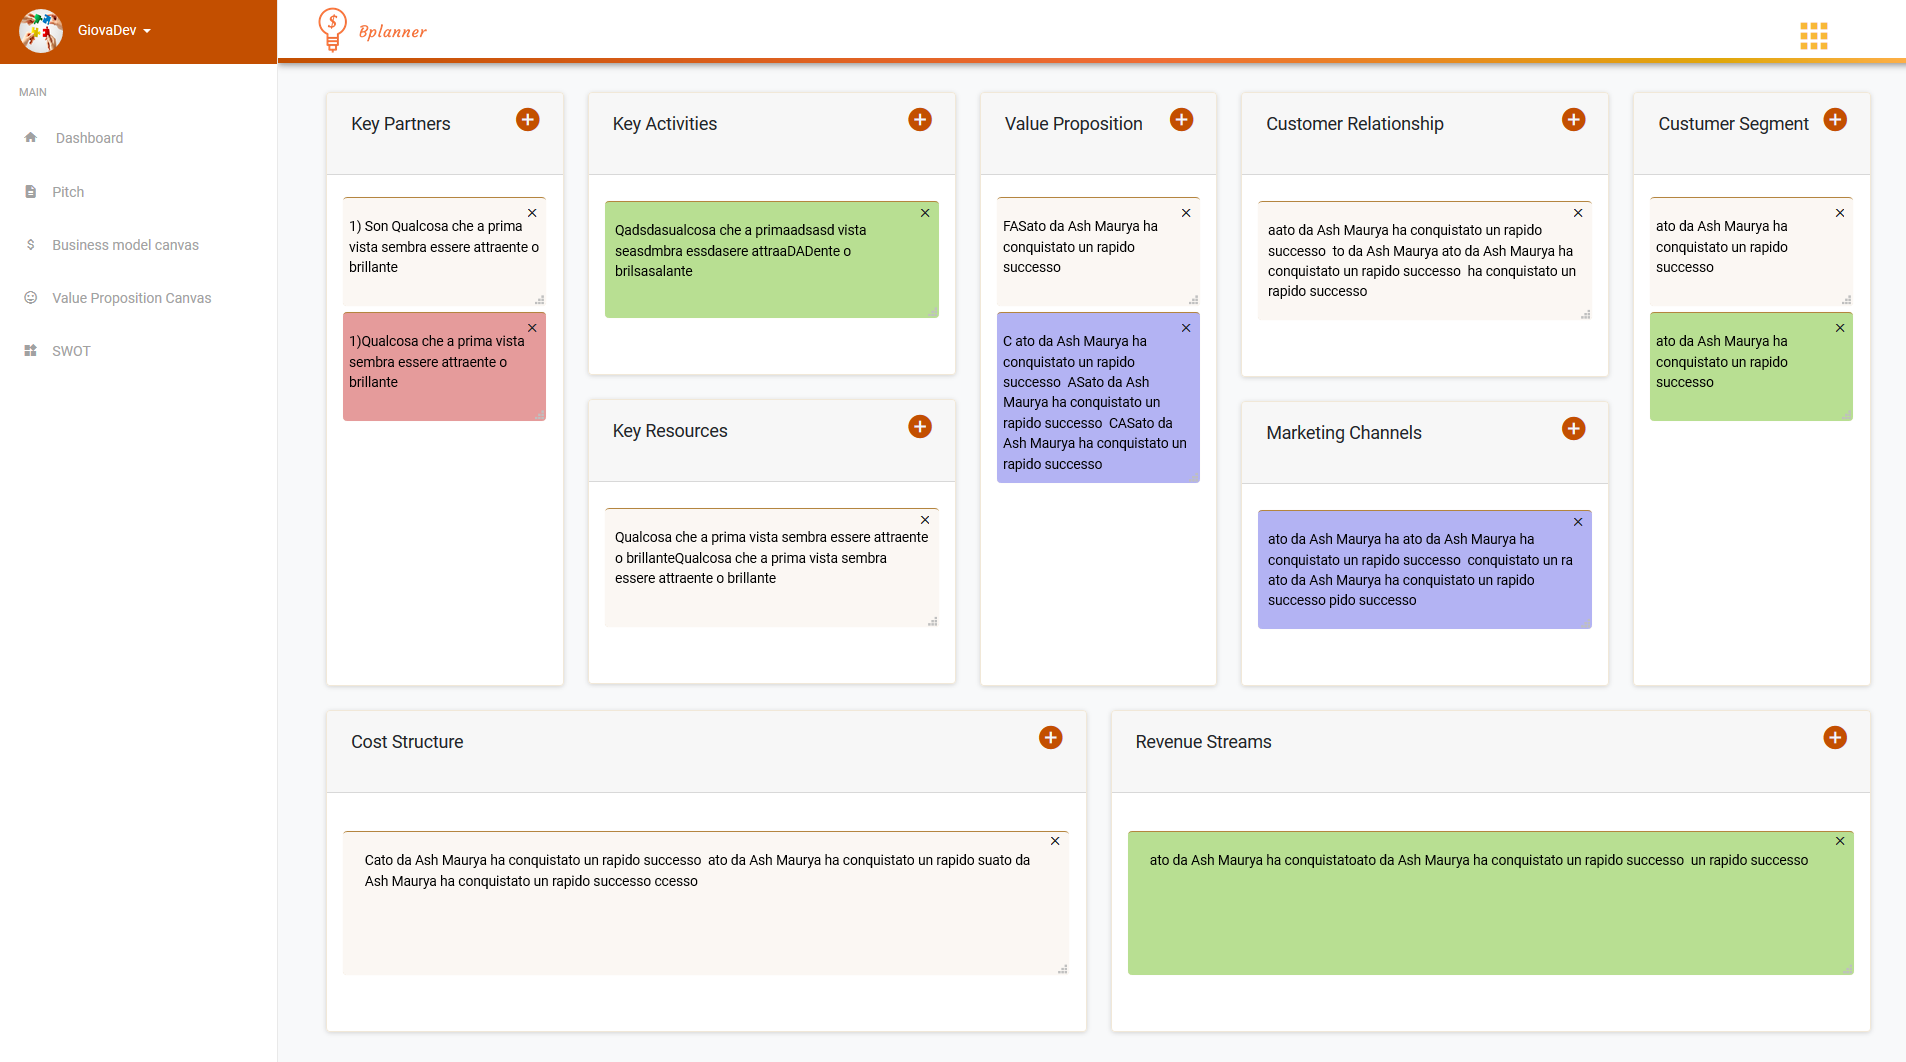 GiovaDev
$ Bplanner
MAIN
Dashboard
Pitch
$ Business model canvas
Value Proposition Canvas
SWOT
Key Partners
1) Son Qualcosa che a prima
vista sembra essere attraente o
brillante
1)Qualcosa che a prima vista
sembra essere attraente o
brillante
Key Activities
Qadsdasualcosa che a primaadsasd vista
seasdmbra essdasere attraaDADente o
brilsasalante
Key Resources
Qualcosa che a prima vista sembra essere attraente
o brillanteQualcosa che a prima vista sembra
essere attraente o brillante
Value Proposition
FASato da Ash Maurya ha
conquistato un rapido
successo
C ato da Ash Maurya ha
conquistato un rapido
successo  ASato da Ash
Maurya ha conquistato un
rapido successo  CASato da
Ash Maurya ha conquistato un
rapido successo
Customer Relationship
aato da Ash Maurya ha conquistato un rapido
successo  to da Ash Maurya ato da Ash Maurya ha
conquistato un rapido successo  ha conquistato un
rapido successo
Marketing Channels
ato da Ash Maurya ha ato da Ash Maurya ha
conquistato un rapido successo  conquistato un ra
ato da Ash Maurya ha conquistato un rapido
successo pido successo
Custumer Segment
ato da Ash Maurya ha
conquistato un rapido
successo
ato da Ash Maurya ha
conquistato un rapido
successo
Cost Structure
Cato da Ash Maurya ha conquistato un rapido successo  ato da Ash Maurya ha conquistato un rapido suato da
Ash Maurya ha conquistato un rapido successo ccesso
Revenue Streams
ato da Ash Maurya ha conquistatoato da Ash Maurya ha conquistato un rapido successo  un rapido successo